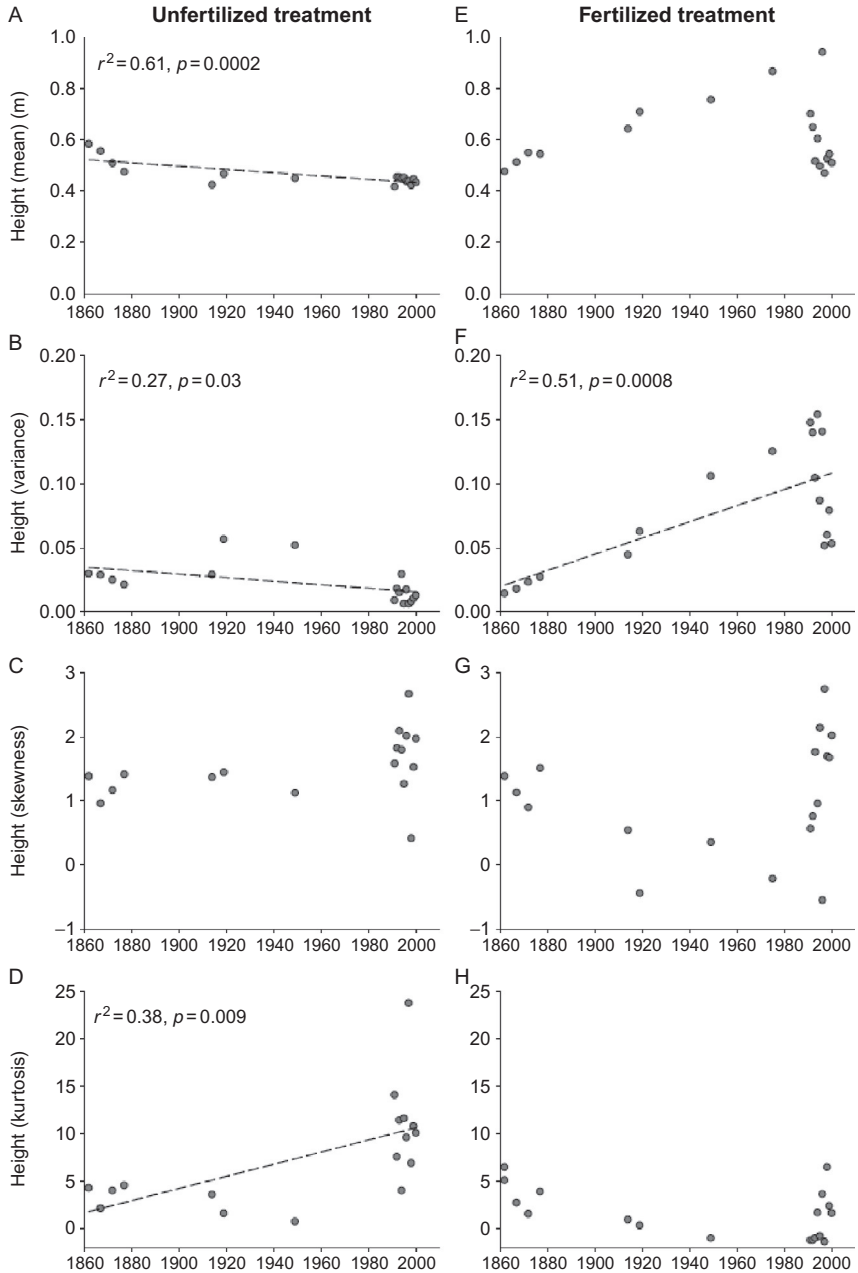 Unfertilized treatment
Fertilized treatment
A
Height (mean) (m)
1.0
0.8
0.6
0.4
0.2
0.0
r² = 0.61, p = 0.0002
1860 1880 1900 1920 1940 1960 1980 2000
E
1.0
0.8
0.6
0.4
0.2
0.0
1860 1880 1900 1920 1940 1960 1980 2000
B
Height (variance)
0.20
0.15
0.10
0.05
0.00
r² = 0.27, p = 0.03
1860 1880 1900 1920 1940 1960 1980 2000
F
0.20
0.15
0.10
0.05
0.00
r² = 0.51, p = 0.0008
1860 1880 1900 1920 1940 1960 1980 2000
C
Height (skewness)
3
2
1
0
–1
1860 1880 1900 1920 1940 1960 1980 2000
G
3
2
1
0
–1
1860 1880 1900 1920 1940 1960 1980 2000
D
Height (kurtosis)
25
20
15
10
5
0
r² = 0.38, p = 0.009
1860 1880 1900 1920 1940 1960 1980 2000
H
25
20
15
10
5
0
1860 1880 1900 1920 1940 1960 1980 2000